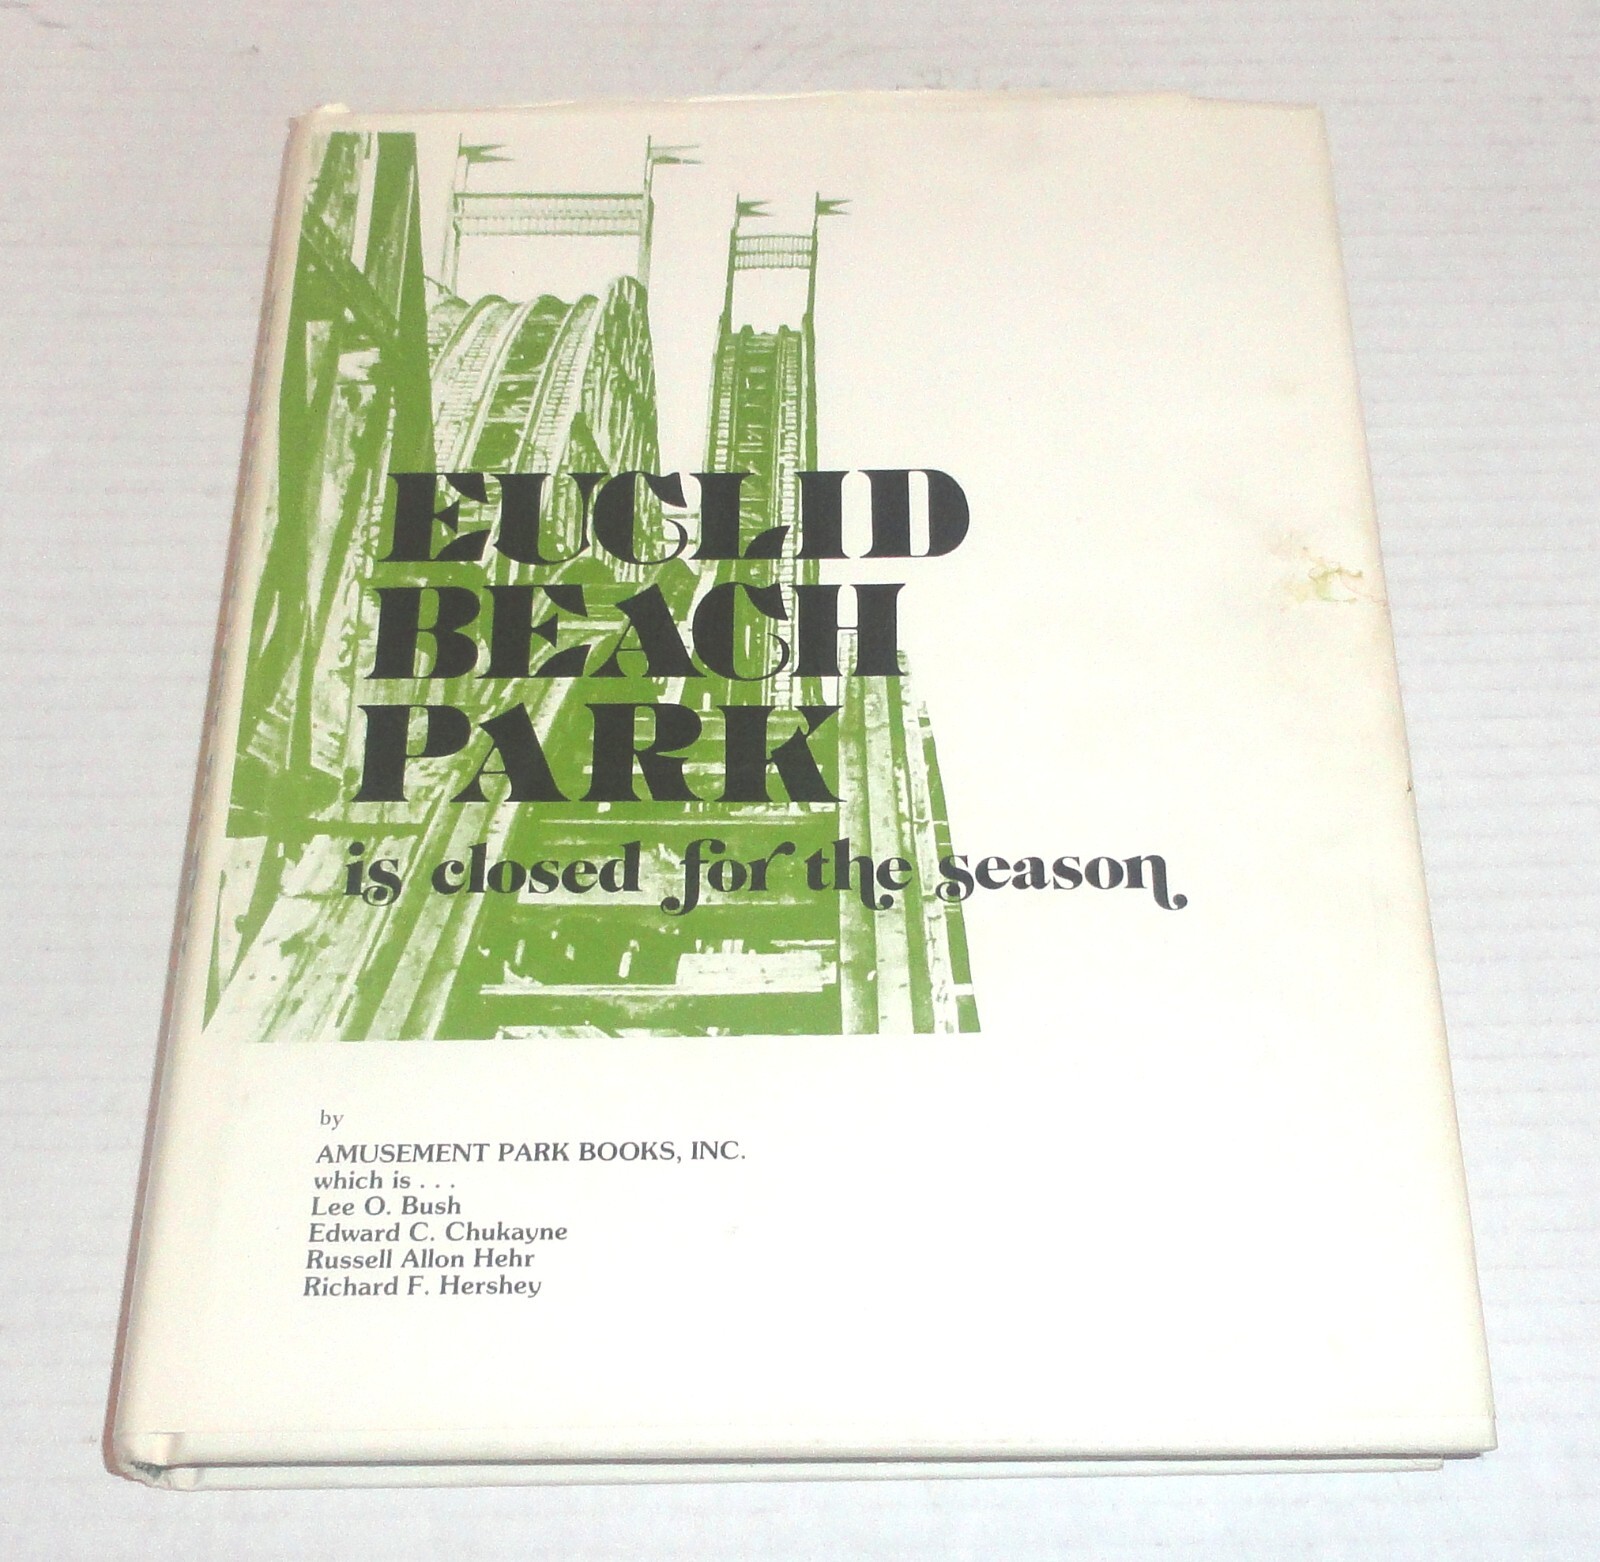 EUCLID
BEACH
PARK
is closed for the season
by
AMUSEMENT PARK BOOKS, INC.
which is . . .
Lee O. Bush
Edward C. Chukayne
Russell Allon Hehr
Richard F. Hershey